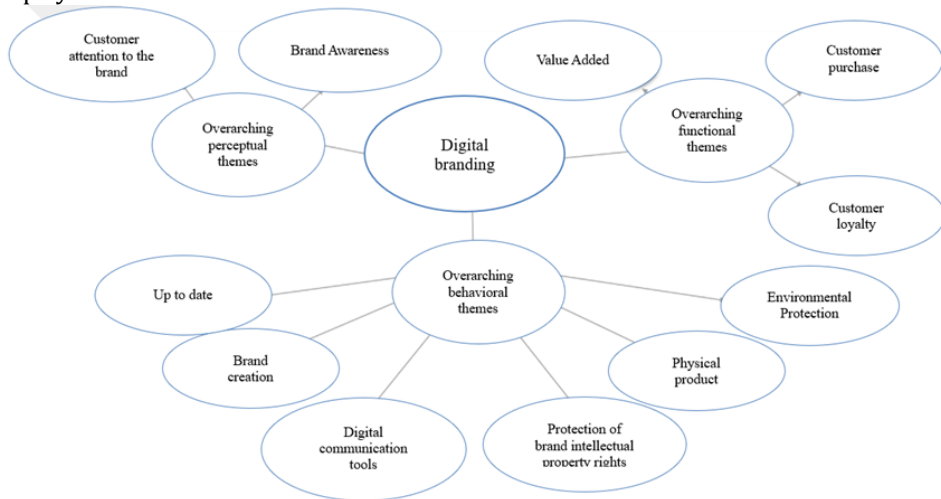 Customer
attention to the
brand
Brand Awareness
Value Added
Customer
purchase
Overarching
perceptual
themes
Digital
branding
Overarching
functional
themes
Customer
loyalty
Overarching
behavioral
themes
Up to date
Environmental
Protection
Brand
creation
Physical
product
Digital
communication
tools
Protection of
brand intellectual
property rights